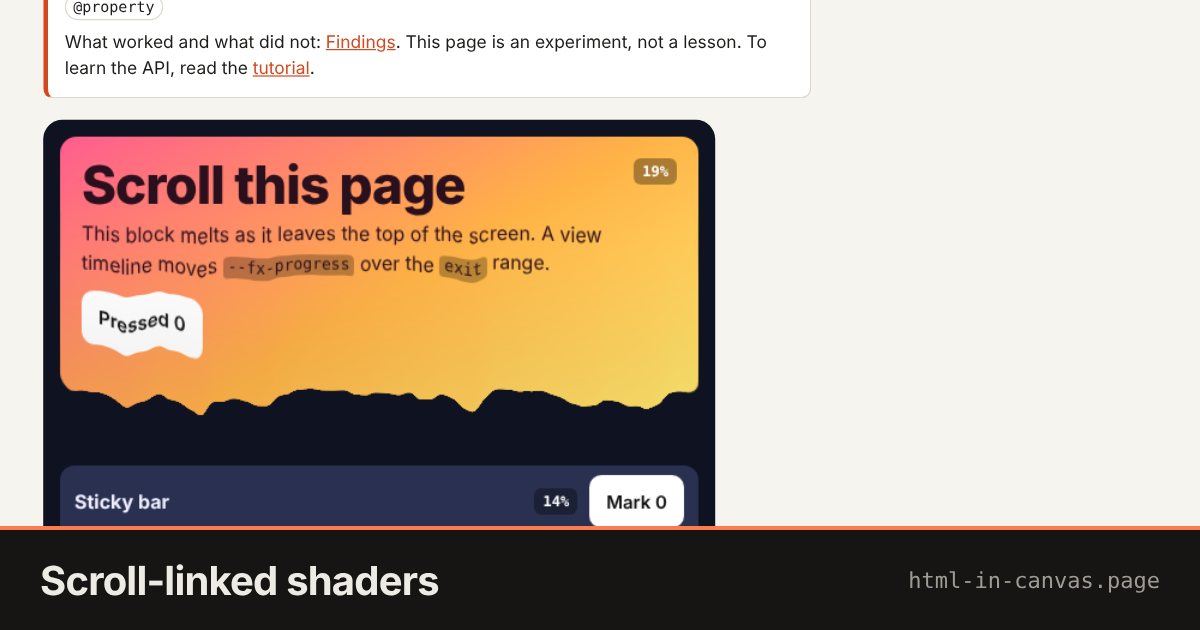 @property
What worked and what did not: Findings. This page is an experiment, not a lesson. To
learn the API, read the tutorial.
Scroll this page
19%
This block melts as it leaves the top of the screen. A view
timeline moves --fx-progress over the exit range.
Pressed 0
Sticky bar
14%
Mark 0
Scroll-linked shaders
html-in-canvas.page